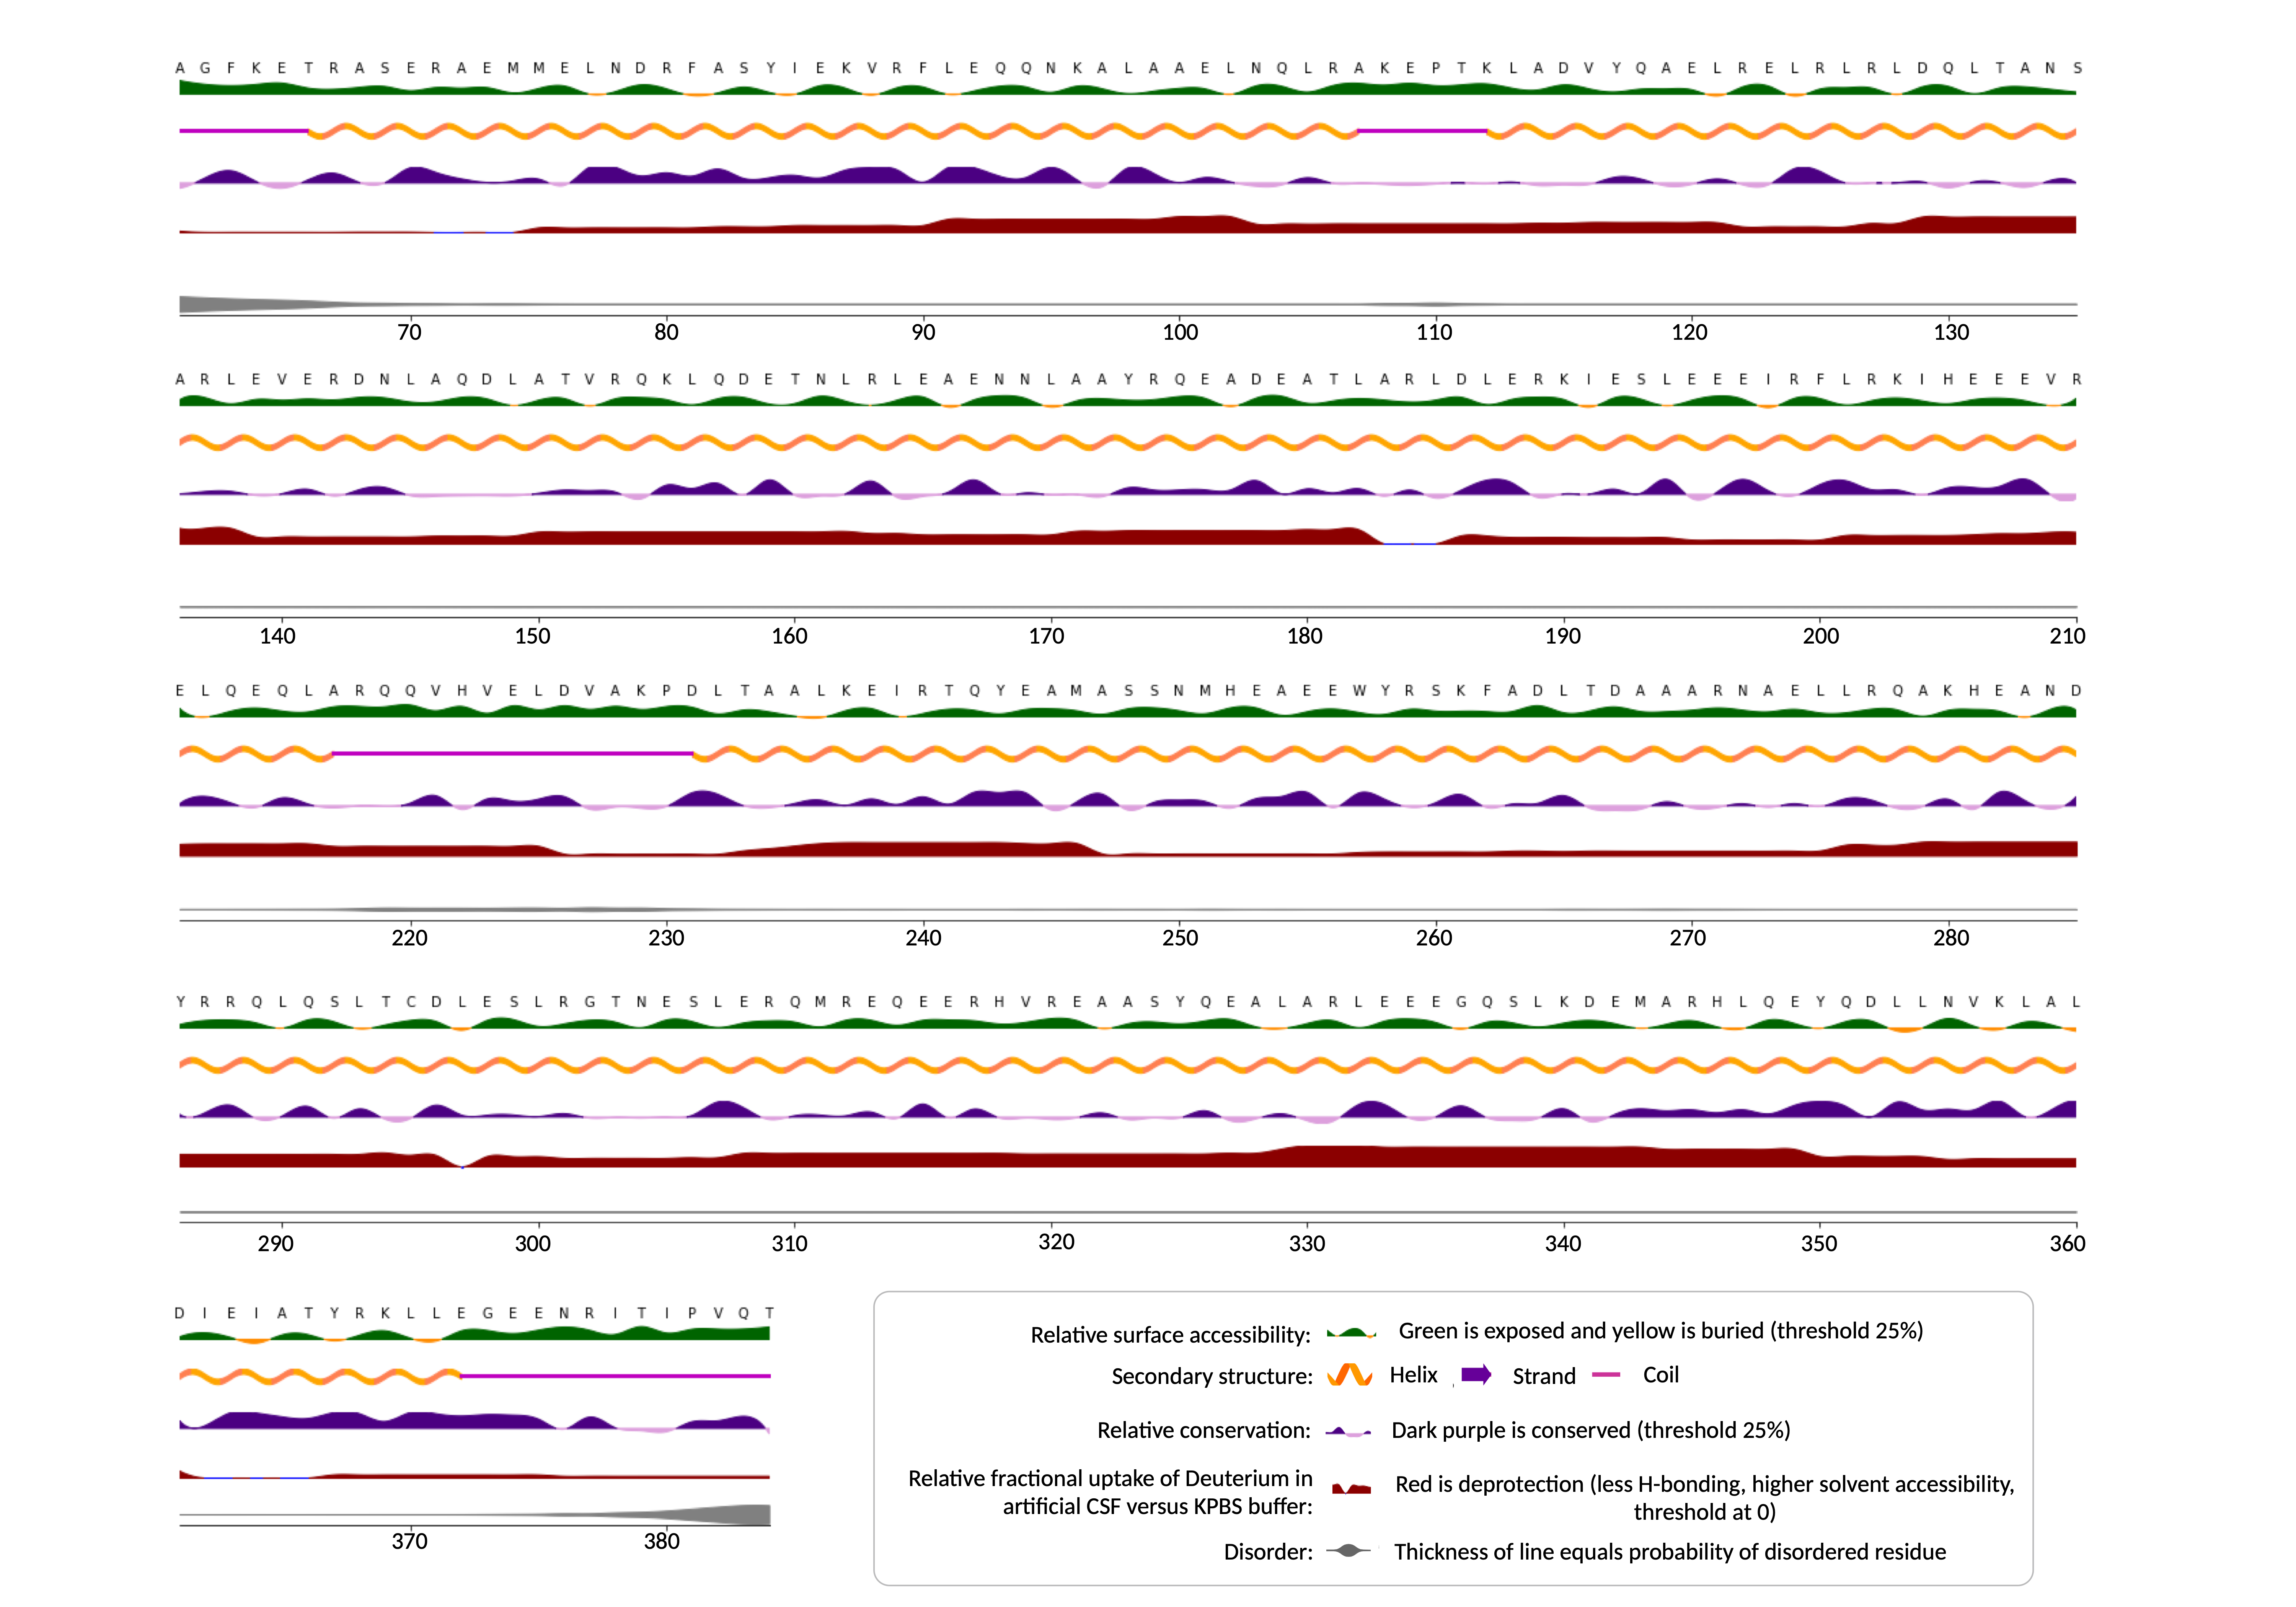 A G F K E T R A S E R A E M M E L N D R F A S Y I E K V R F L E Q Q N K A L A A E L N Q L R A K E P T K L A D V Y Q A E L R E L R L R L D Q L T A N S
70 80 90 100 110 120 130
A R L E V E R D N L A Q D L A T V R Q K L Q D E T N L R L E A E N N L A A Y R Q E A D E A T L A R L D L E R K I E S L E E E I R F L R K I H E E E V R
140 150 160 170 180 190 200 210
E L Q E Q L A R Q Q V H V E L D V A K P D L T A A L K E I R T Q Y E A M A S S N M H E A E E W Y R S K F A D L T D A A A R N A E L L R Q A K H E A N D
220 230 240 250 260 270 280
Y R R Q L Q S L T C D L E S L R G T N E S L E R Q M R E Q E E R H V R E A A S Y Q E A L A R L E E E G Q S L K D E M A R H L Q E Y Q D L L N V K L A L
290 300 310 320 330 340 350 360
D I E I A T Y R K L L E G E E N R I T I P V Q T
370 380
Relative surface accessibility: Green is exposed and yellow is buried (threshold 25%)
Secondary structure: Helix Strand Coil
Relative conservation: Dark purple is conserved (threshold 25%)
Relative fractional uptake of Deuterium in
artificial CSF versus KPBS buffer:
Red is deprotection (less H-bonding, higher solvent accessibility,
threshold at 0)
Disorder: Thickness of line equals probability of disordered residue